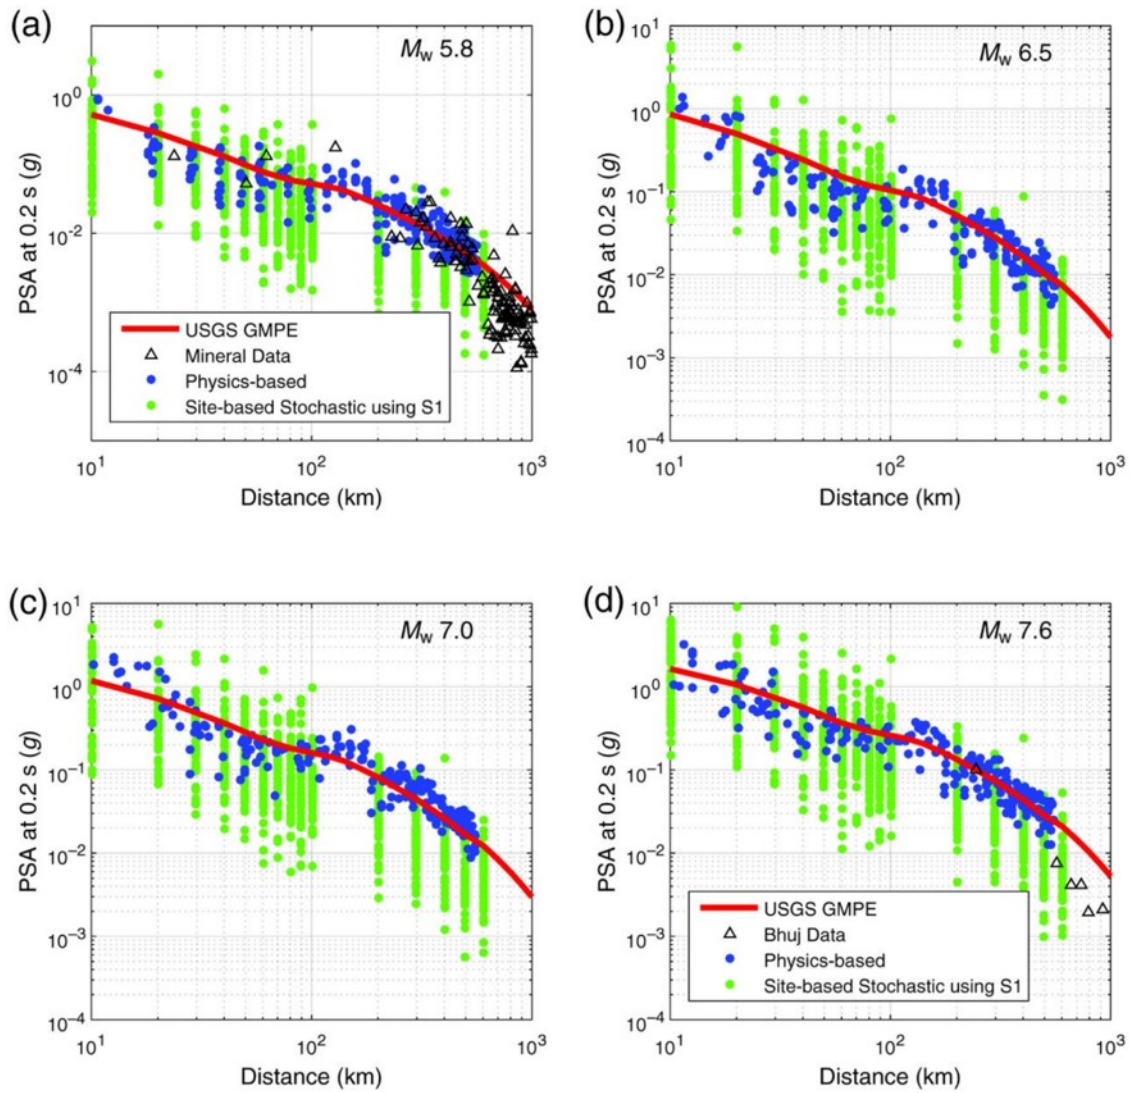 (a)
M_w 5.8
PSA at 0.2 s (g)
10^0
10^-2
10^-4
USGS GMPE
Mineral Data
Physics-based
Site-based Stochastic using S1
10^1
10^2
10^3
Distance (km)
(b)
M_w 6.5
PSA at 0.2 s (g)
10^1
10^0
10^-1
10^-2
10^-3
10^-4
10^1
10^2
10^3
Distance (km)
(c)
M_w 7.0
PSA at 0.2 s (g)
10^1
10^0
10^-1
10^-2
10^-3
10^-4
10^1
10^2
10^3
Distance (km)
(d)
M_w 7.6
PSA at 0.2 s (g)
10^1
10^0
10^-1
10^-2
10^-3
10^-4
USGS GMPE
Bhuj Data
Physics-based
Site-based Stochastic using S1
10^1
10^2
10^3
Distance (km)